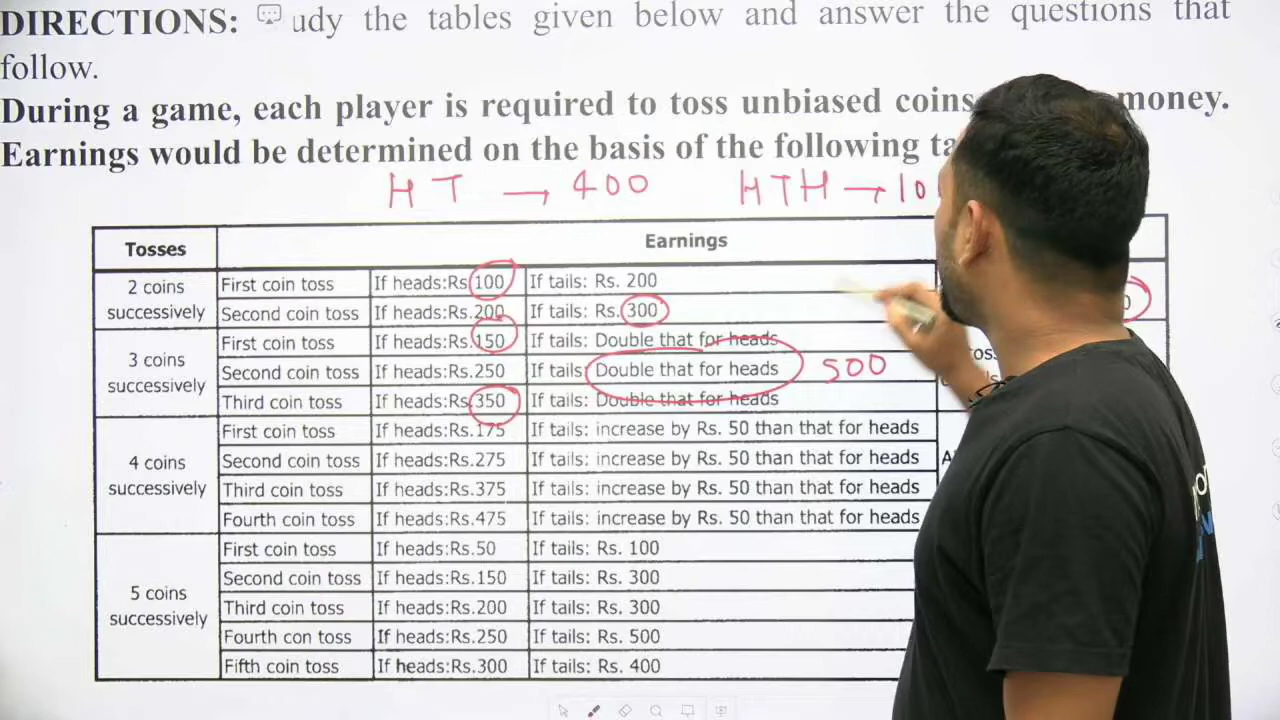 DIRECTIONS: udy the tables given below and answer the questions that
follow.
During a game, each player is required to toss unbiased coins money.
Earnings would be determined on the basis of the following
H T → 400 HTH → 10
Tosses Earnings
2 coins successively
First coin toss If heads:Rs.100 If tails: Rs. 200
Second coin toss If heads:Rs.200 If tails: Rs. 300
3 coins successively
First coin toss If heads:Rs.150 If tails: Double that for heads
Second coin toss If heads:Rs.250 If tails: Double that for heads 500
Third coin toss If heads:Rs.350 If tails: Double that for heads
4 coins successively
First coin toss If heads:Rs.175 If tails: increase by Rs. 50 than that for heads
Second coin toss If heads:Rs.275 If tails: increase by Rs. 50 than that for heads
Third coin toss If heads:Rs.375 If tails: increase by Rs. 50 than that for heads
Fourth coin toss If heads:Rs.475 If tails: increase by Rs. 50 than that for heads
5 coins successively
First coin toss If heads:Rs.50 If tails: Rs. 100
Second coin toss If heads:Rs.150 If tails: Rs. 300
Third coin toss If heads:Rs.200 If tails: Rs. 300
Fourth con toss If heads:Rs.250 If tails: Rs. 500
Fifth coin toss If heads:Rs.300 If tails: Rs. 400